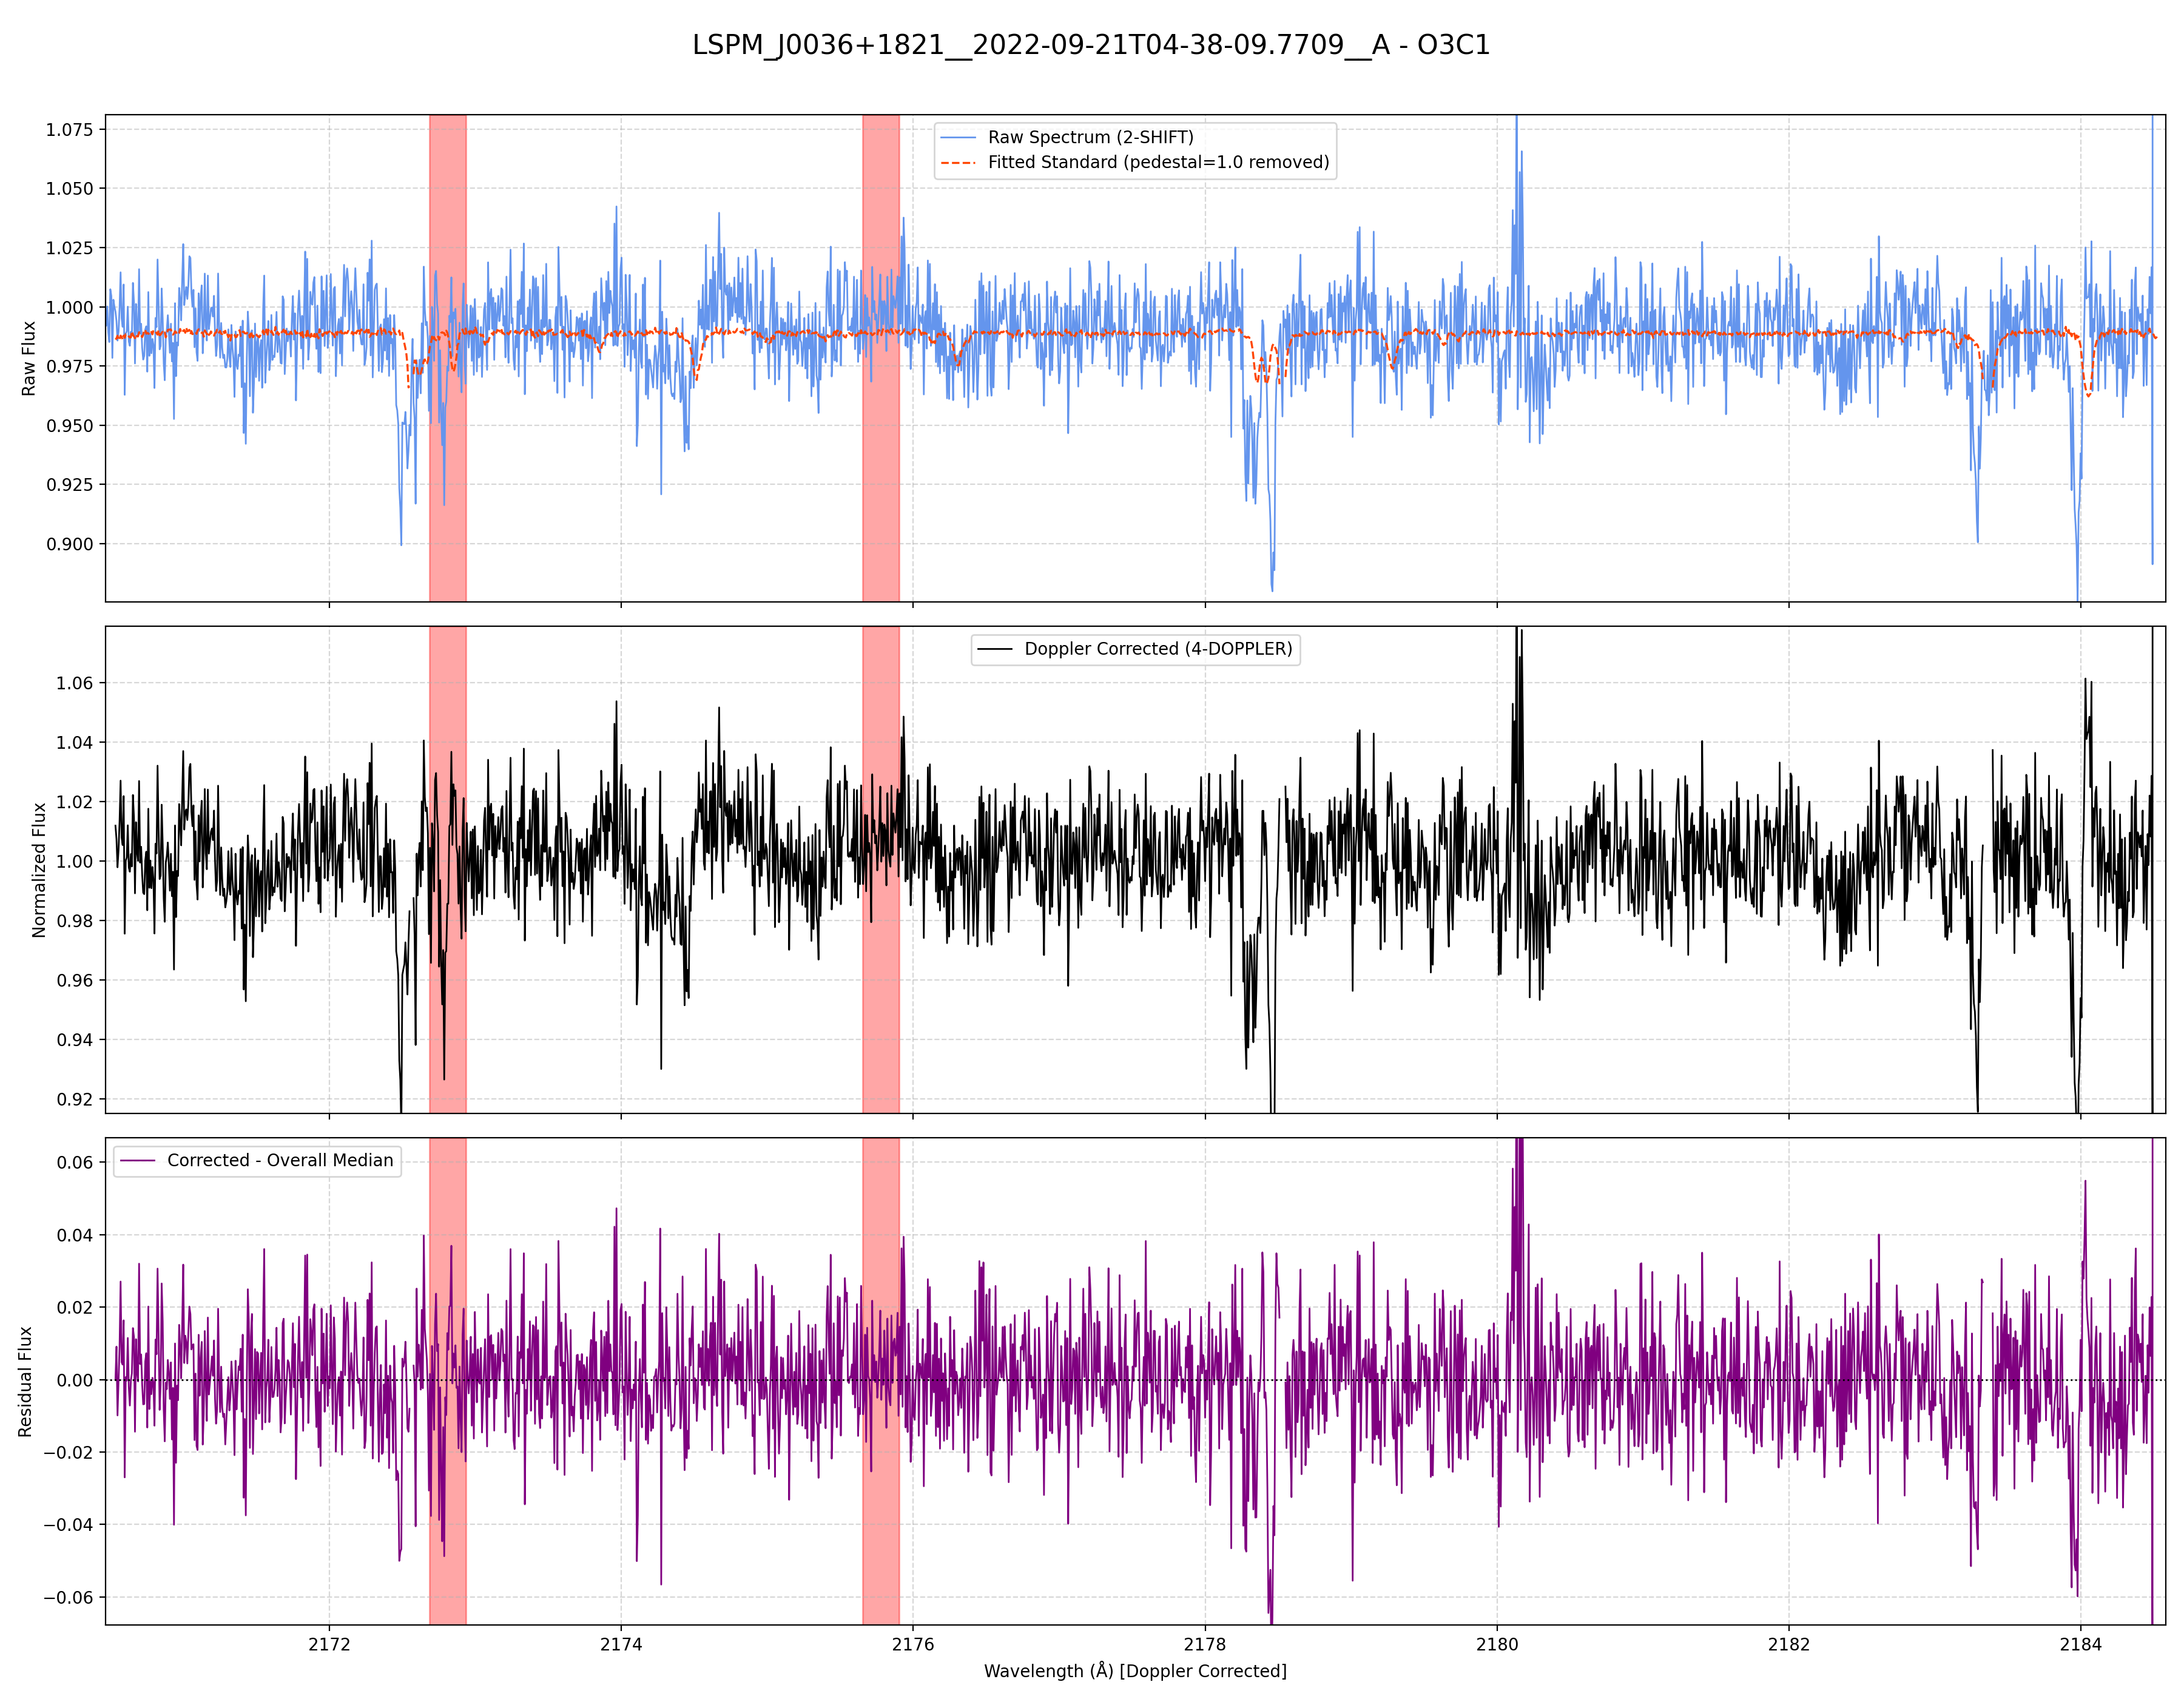 LSPM_J0036+1821__2022-09-21T04-38-09.7709__A - O3C1
1.075
1.050
1.025
1.000
0.975
0.950
0.925
0.900
Raw Flux
Raw Spectrum (2-SHIFT)
Fitted Standard (pedestal=1.0 removed)
1.06
1.04
1.02
1.00
0.98
0.96
0.94
0.92
Normalized Flux
Doppler Corrected (4-DOPPLER)
0.06
0.04
0.02
0.00
−0.02
−0.04
−0.06
Residual Flux
Corrected - Overall Median
2172 2174 2176 2178 2180 2182 2184
Wavelength (Å) [Doppler Corrected]